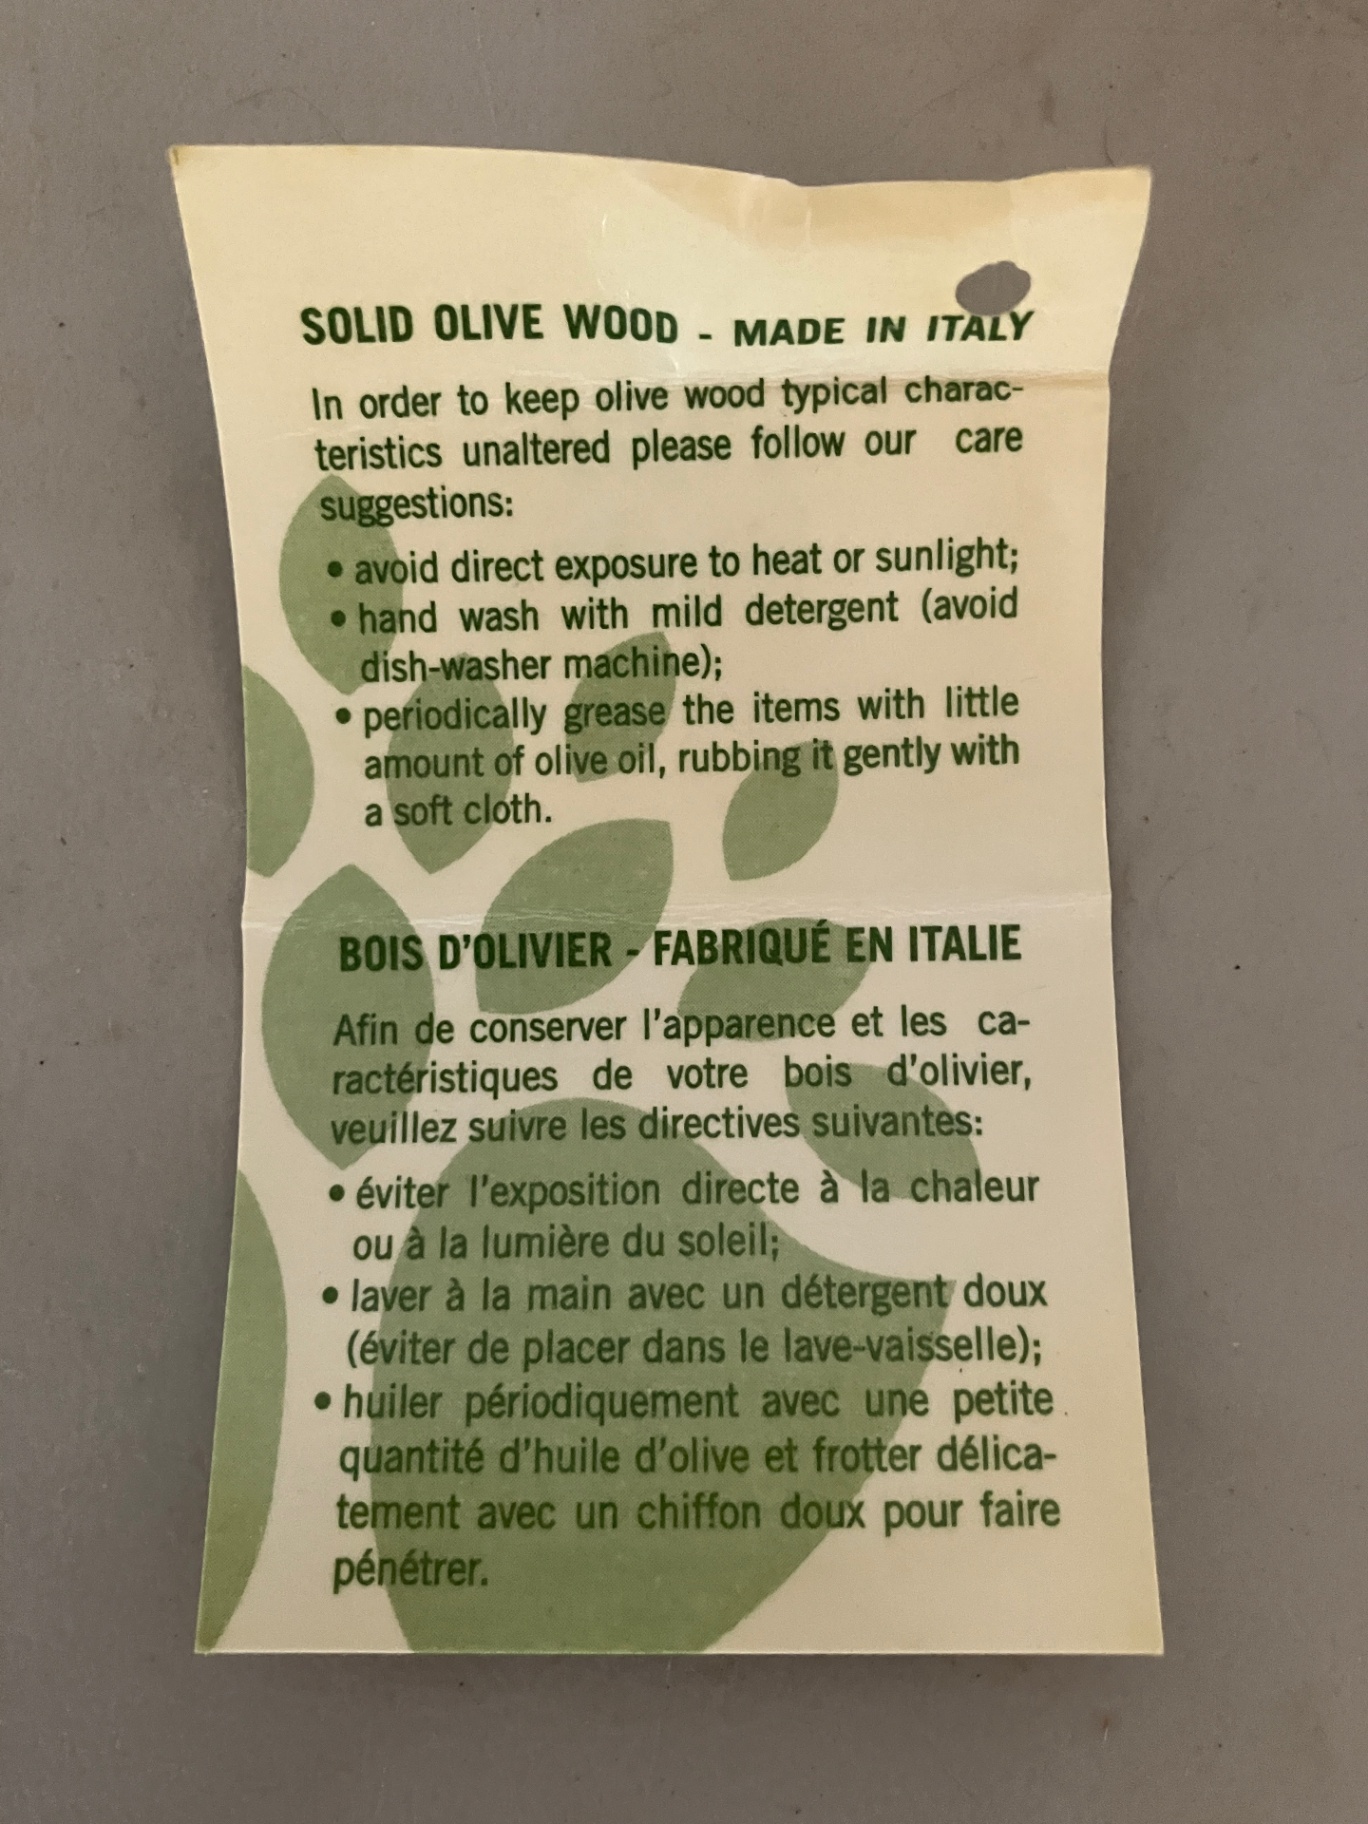 SOLID OLIVE WOOD - MADE IN ITALY
In order to keep olive wood typical charac-
teristics unaltered please follow our care
suggestions:
• avoid direct exposure to heat or sunlight;
• hand wash with mild detergent (avoid
dish-washer machine);
• periodically grease the items with little
amount of olive oil, rubbing it gently with
a soft cloth.
BOIS D'OLIVIER - FABRIQUÉ EN ITALIE
Afin de conserver l'apparence et les ca-
ractéristiques de votre bois d'olivier,
veuillez suivre les directives suivantes:
• éviter l'exposition directe à la chaleur
ou à la lumière du soleil;
• laver à la main avec un détergent doux
(éviter de placer dans le lave-vaisselle);
• huiler périodiquement avec une petite
quantité d'huile d'olive et frotter délica-
tement avec un chiffon doux pour faire
pénétrer.